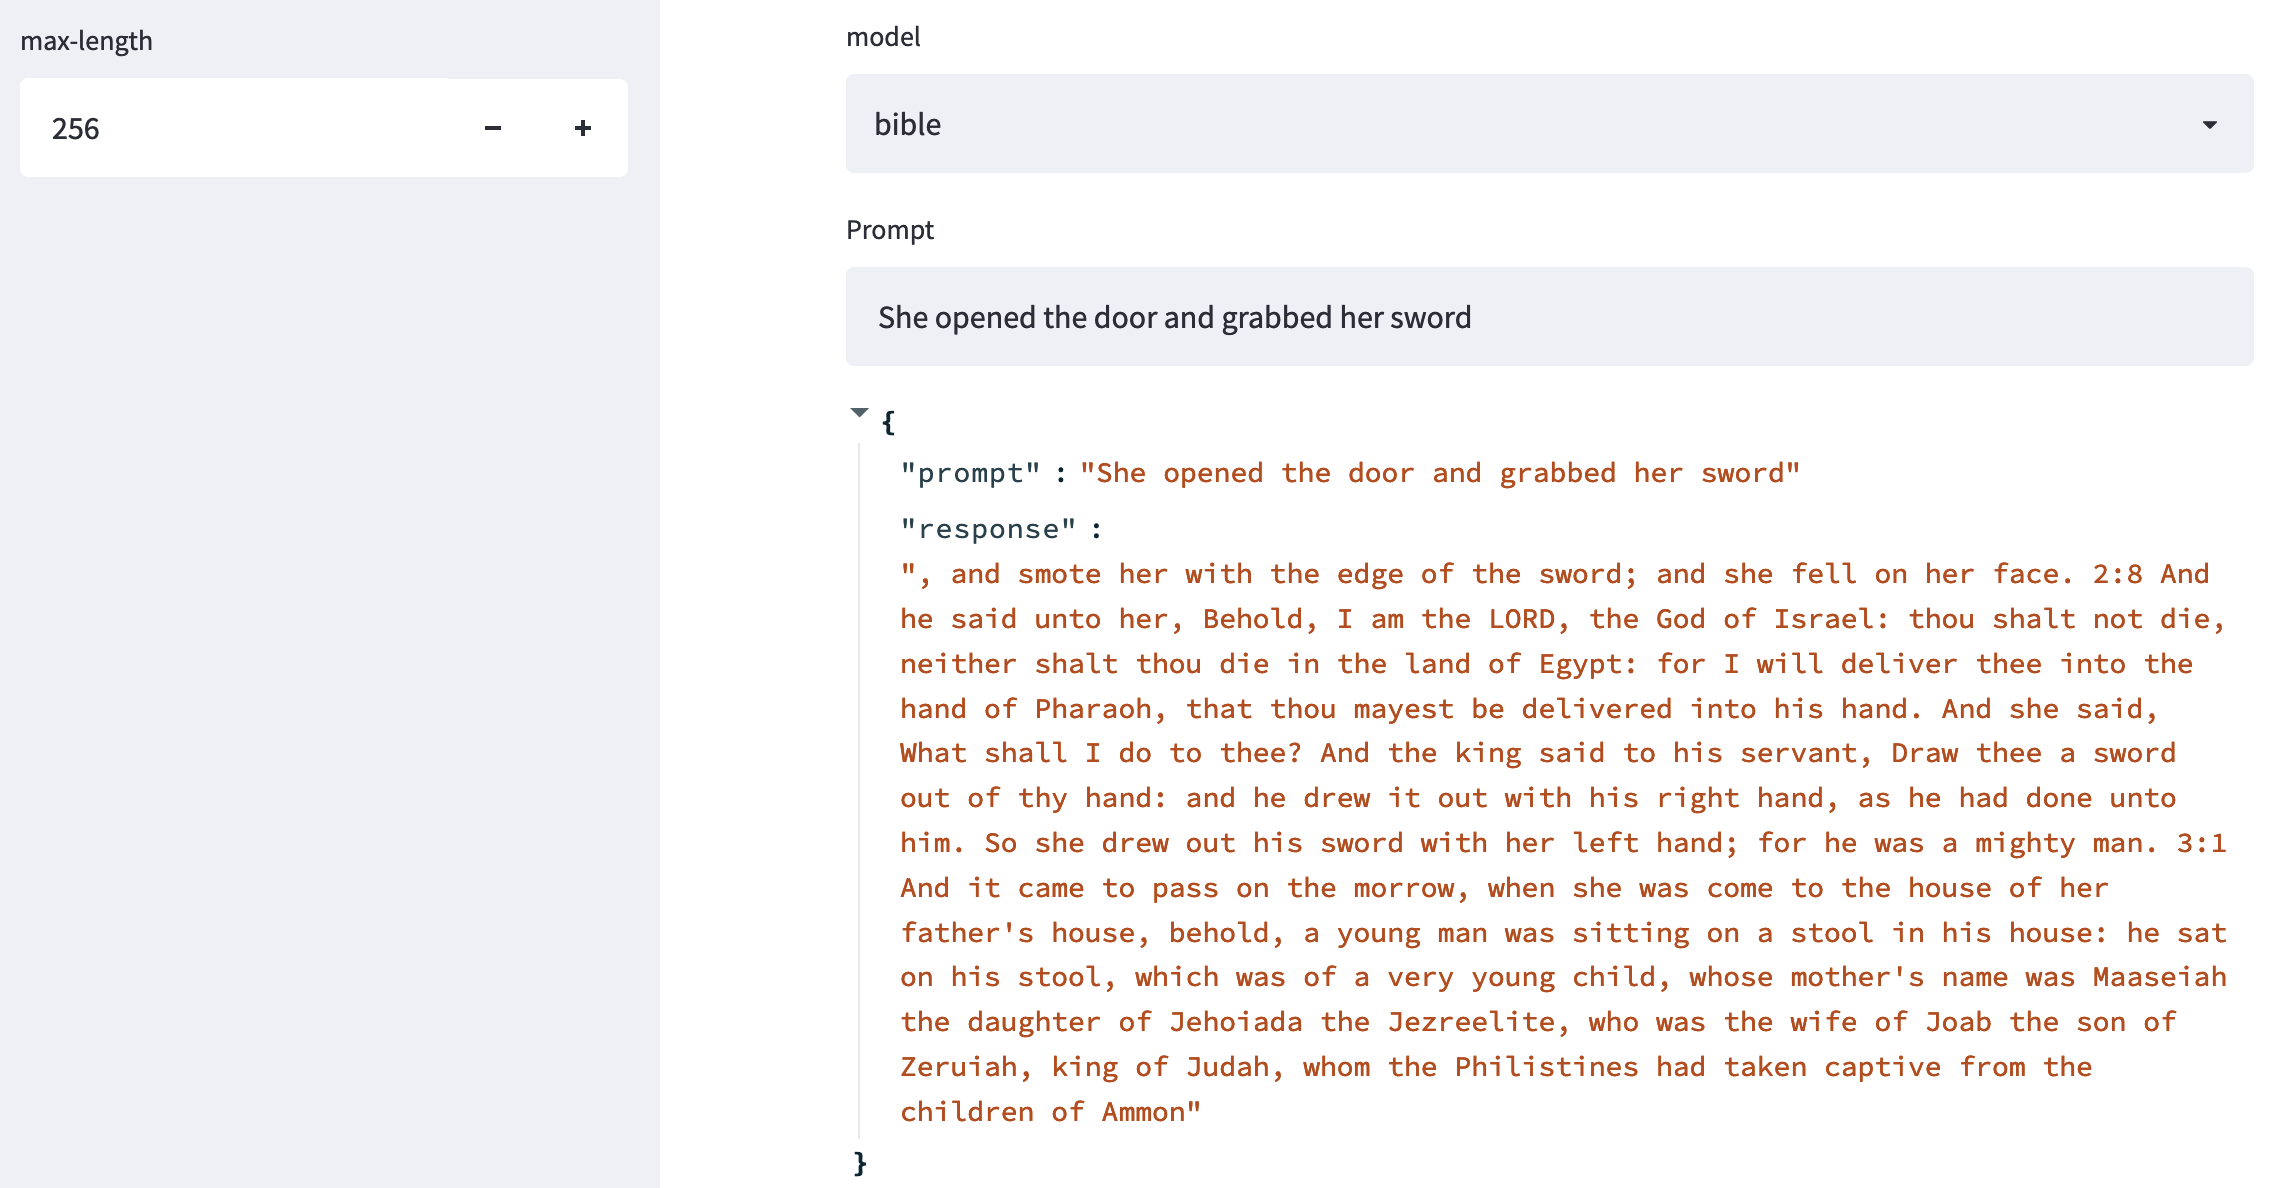 max-length
256
model
bible
Prompt
She opened the door and grabbed her sword
{
"prompt" : "She opened the door and grabbed her sword"
"response" :
", and smote her with the edge of the sword; and she fell on her face. 2:8 And
he said unto her, Behold, I am the LORD, the God of Israel: thou shalt not die,
neither shalt thou die in the land of Egypt: for I will deliver thee into the
hand of Pharaoh, that thou mayest be delivered into his hand. And she said,
What shall I do to thee? And the king said to his servant, Draw thee a sword
out of thy hand: and he drew it out with his right hand, as he had done unto
him. So she drew out his sword with her left hand; for he was a mighty man. 3:1
And it came to pass on the morrow, when she was come to the house of her
father's house, behold, a young man was sitting on a stool in his house: he sat
on his stool, which was of a very young child, whose mother's name was Maaseiah
the daughter of Jehoiada the Jezreelite, who was the wife of Joab the son of
Zeruiah, king of Judah, whom the Philistines had taken captive from the
children of Ammon"
}